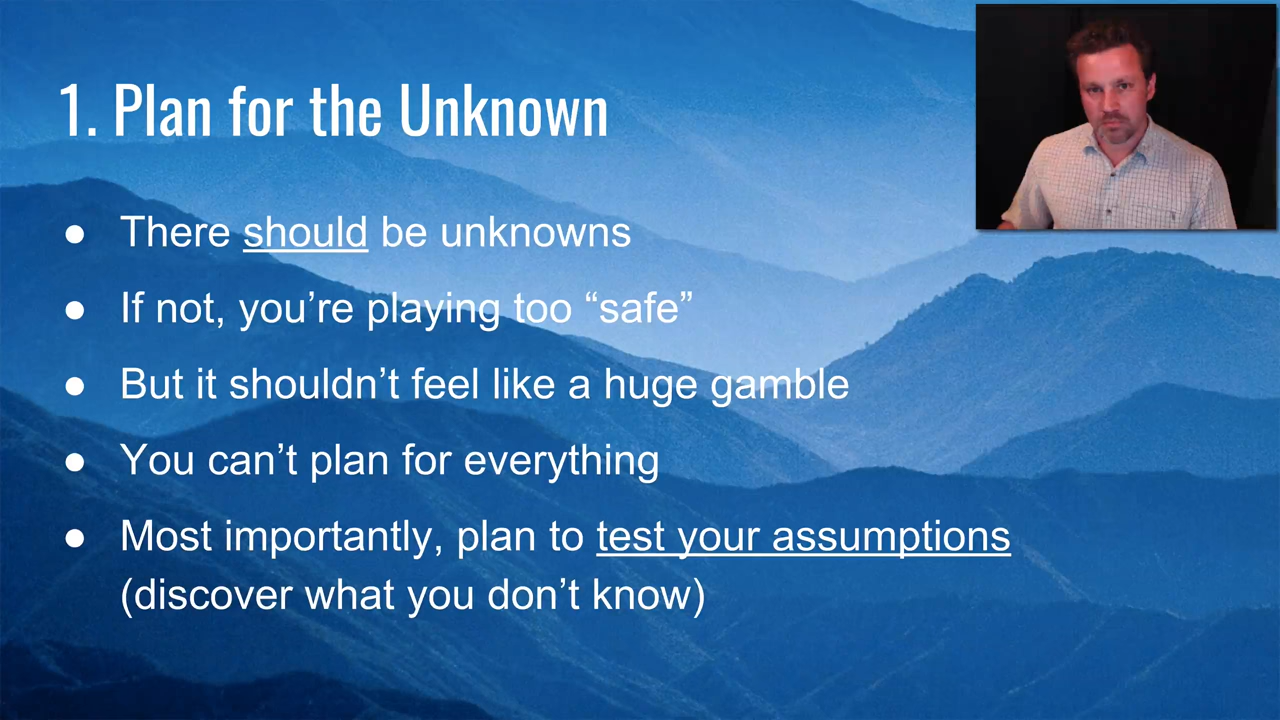 1. Plan for the Unknown
● There should be unknowns
● If not, you’re playing too “safe”
● But it shouldn’t feel like a huge gamble
● You can’t plan for everything
● Most importantly, plan to test your assumptions
(discover what you don’t know)